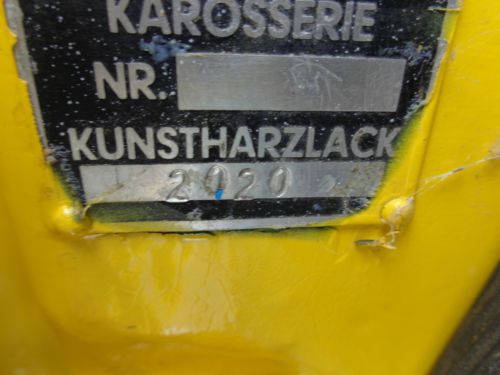 KAROSSERIE
NR.
KUNSTHARZLACK
2020